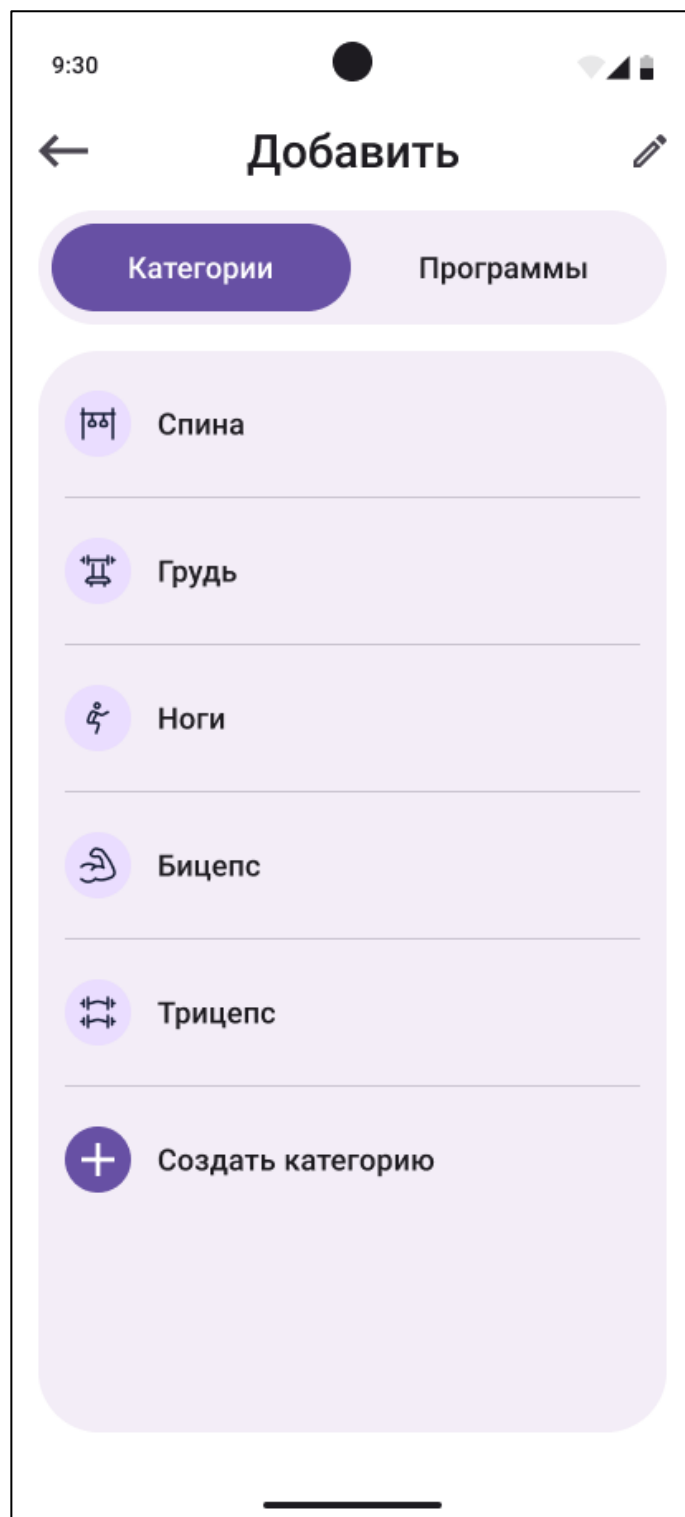 9:30
Добавить
Категории
Программы
Спина
Грудь
Ноги
Бицепс
Трицепс
Создать категорию